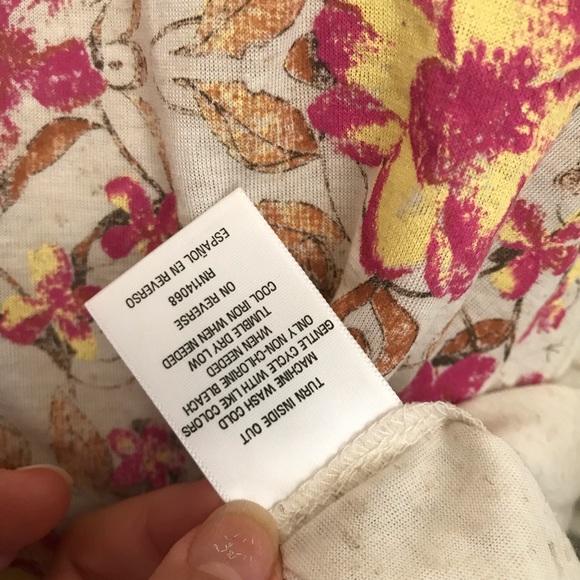 TURN INSIDE OUT
MACHINE WASH COLD
GENTLE CYCLE WITH LIKE COLORS
ONLY NON-CHLORINE BLEACH
WHEN NEEDED
TUMBLE DRY LOW
COOL IRON WHEN NEEDED
ON REVERSE
RN114068
ESPAÑOL EN REVERSO